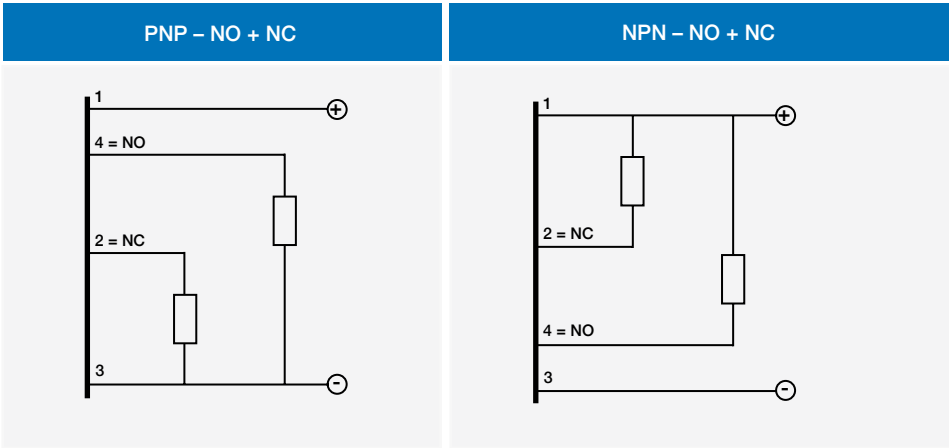 PNP – NO + NC
1
+
4 = NO
2 = NC
3
-
NPN – NO + NC
1
+
2 = NC
4 = NO
3
-